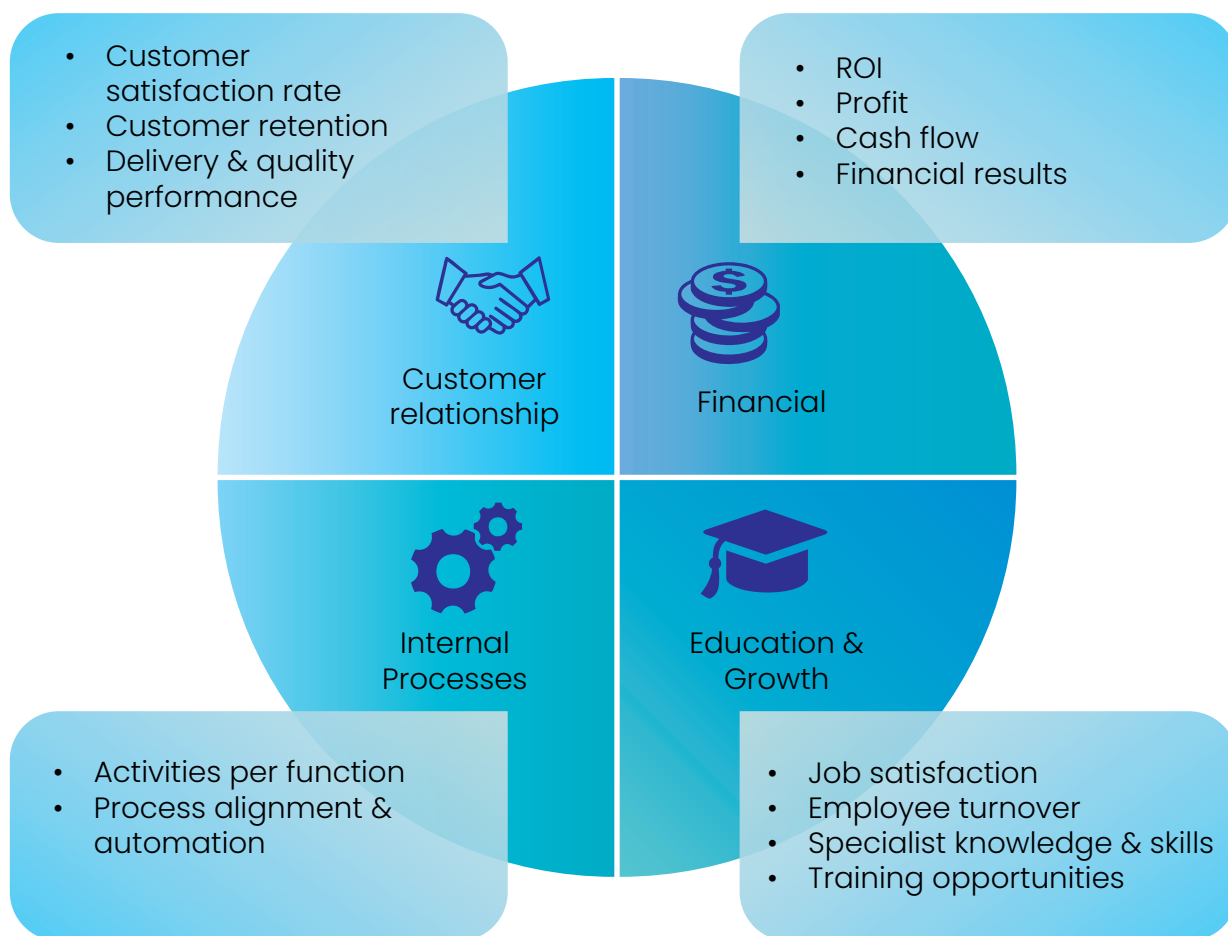 • Customer
satisfaction rate
• Customer retention
• Delivery & quality
performance
• ROI
• Profit
• Cash flow
• Financial results
$
Customer
relationship
Financial
Internal
Processes
Education &
Growth
• Activities per function
• Process alignment &
automation
• Job satisfaction
• Employee turnover
• Specialist knowledge & skills
• Training opportunities